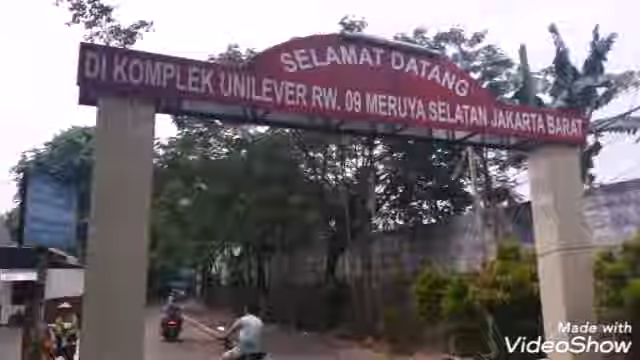 SELAMAT DATANG
DI KOMPLEK UNILEVER RW. 09 MERUYA SELATAN JAKARTA BARAT
Made with
VideoShow